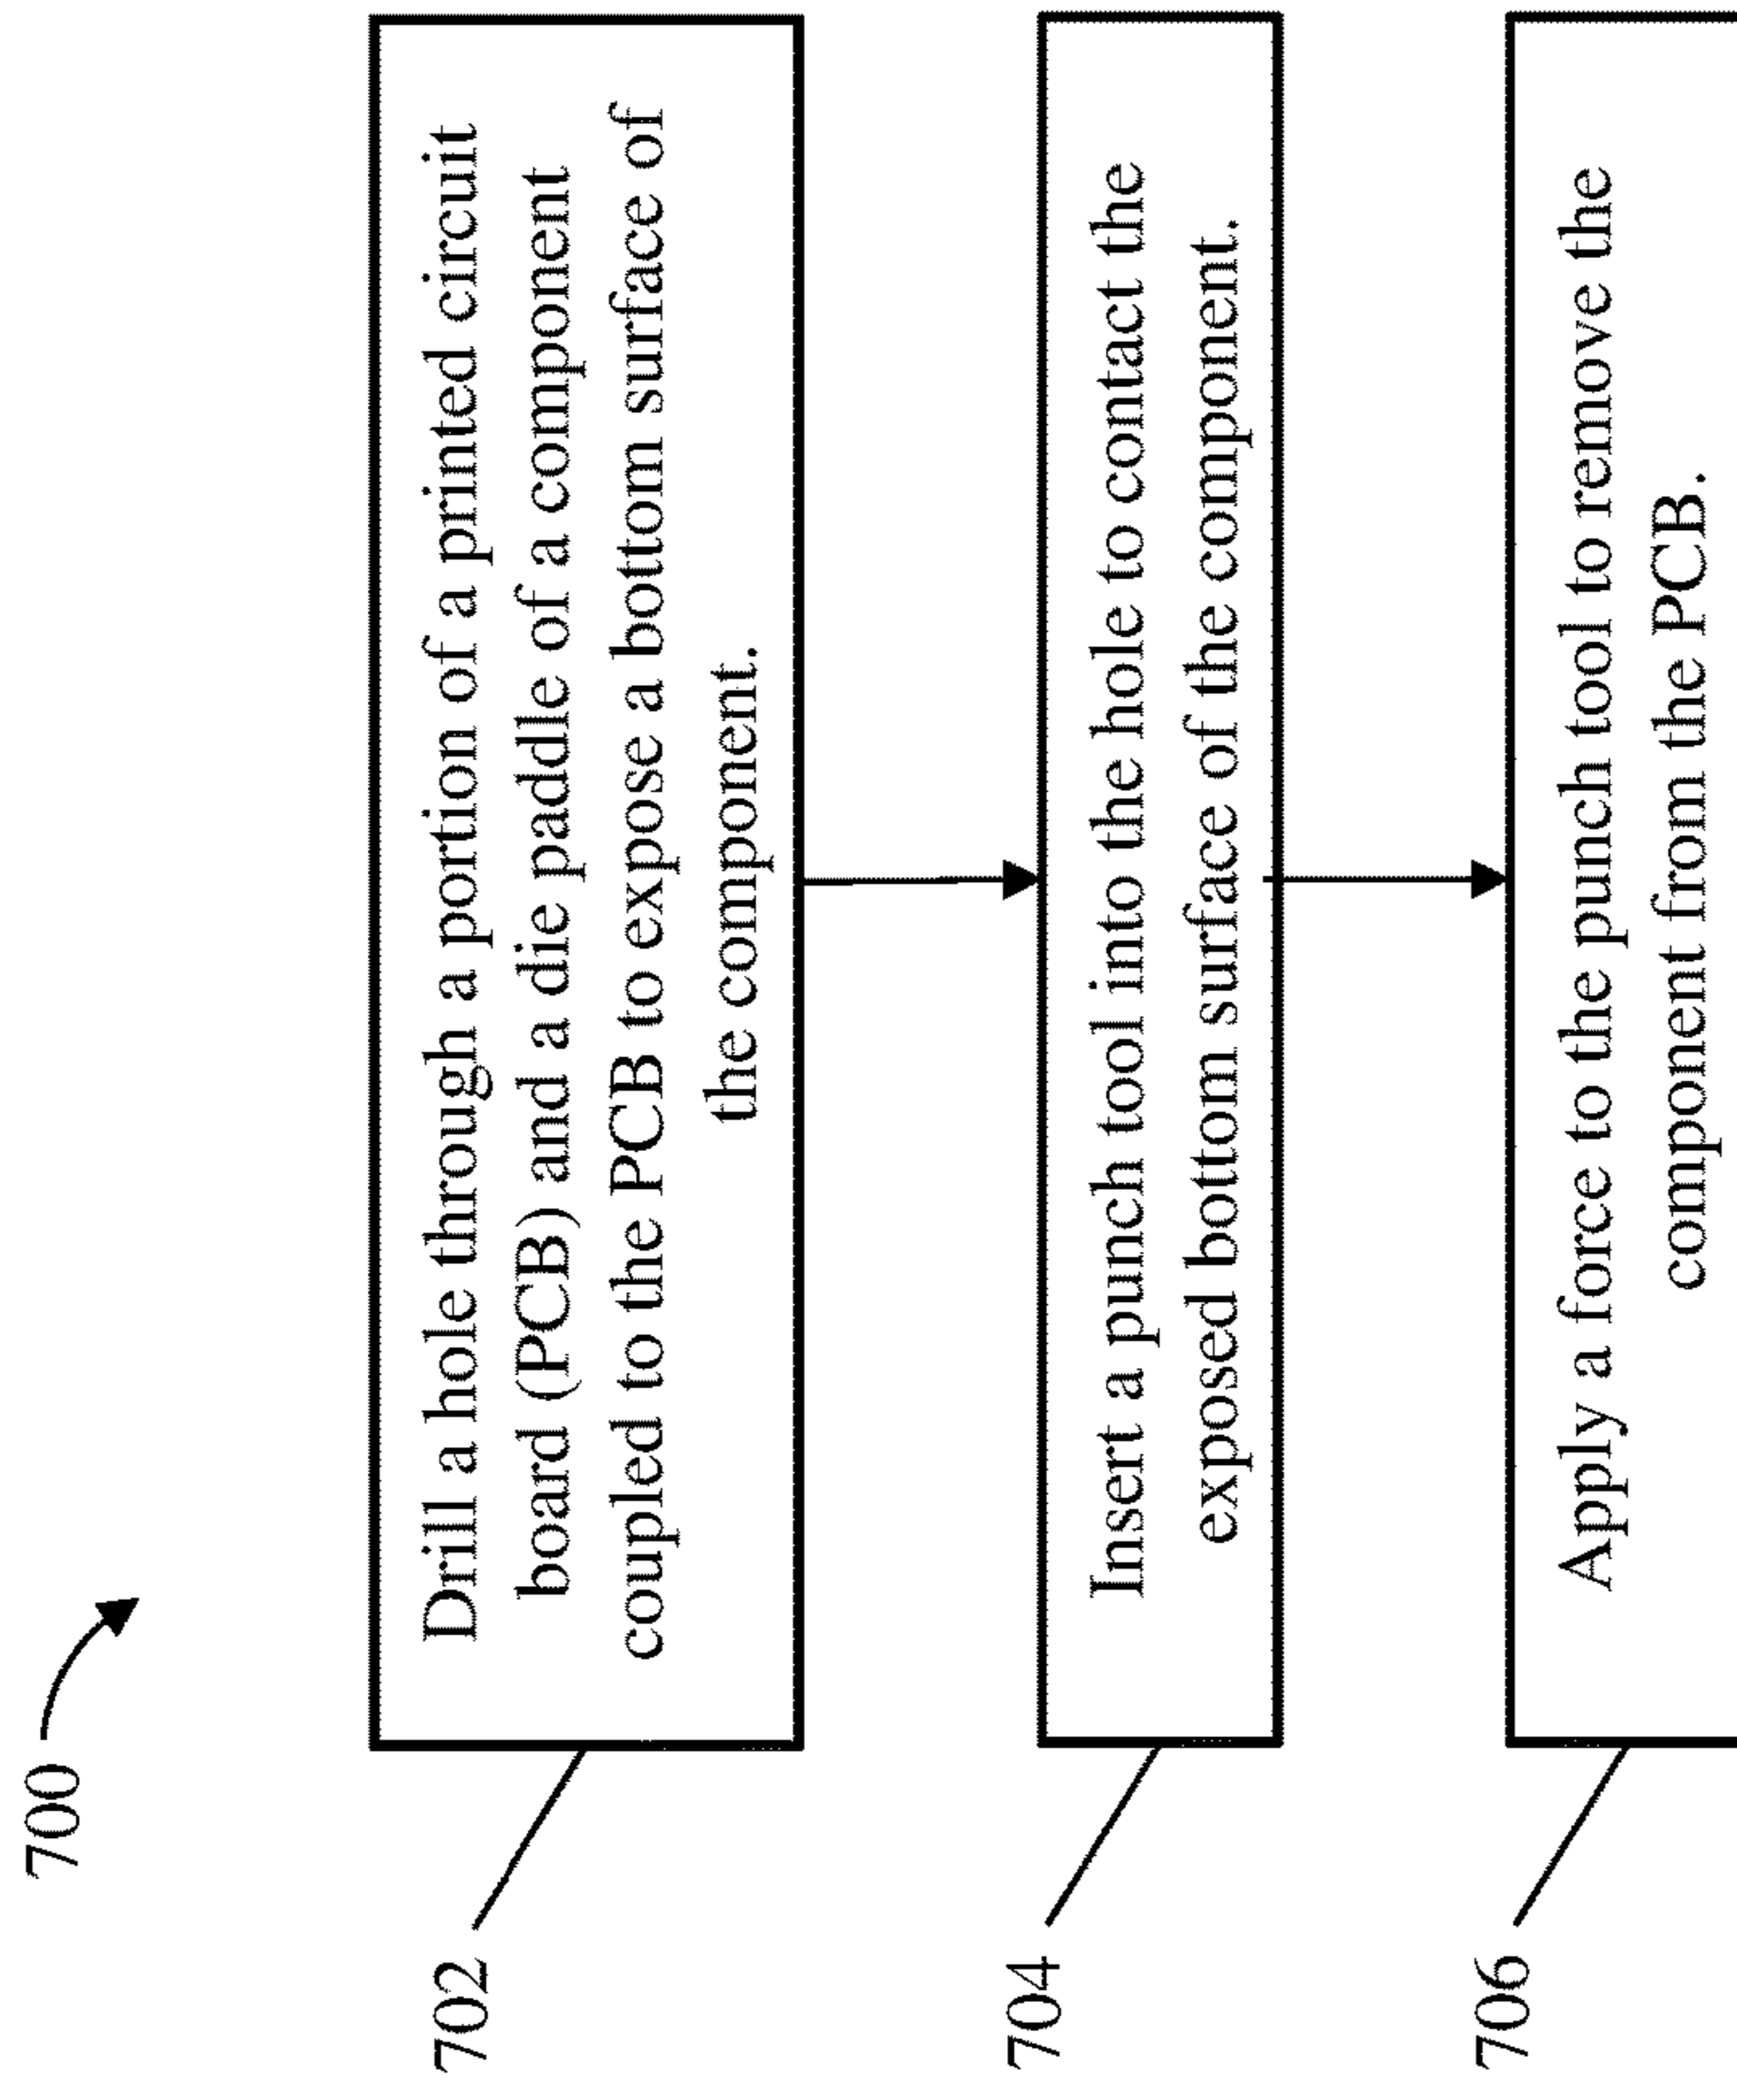 700
702
Drill a hole through a portion of a printed circuit
board (PCB) and a die paddle of a component
coupled to the PCB to expose a bottom surface of
the component.
704
Insert a punch tool into the hole to contact the
exposed bottom surface of the component.
706
Apply a force to the punch tool to remove the
component from the PCB.